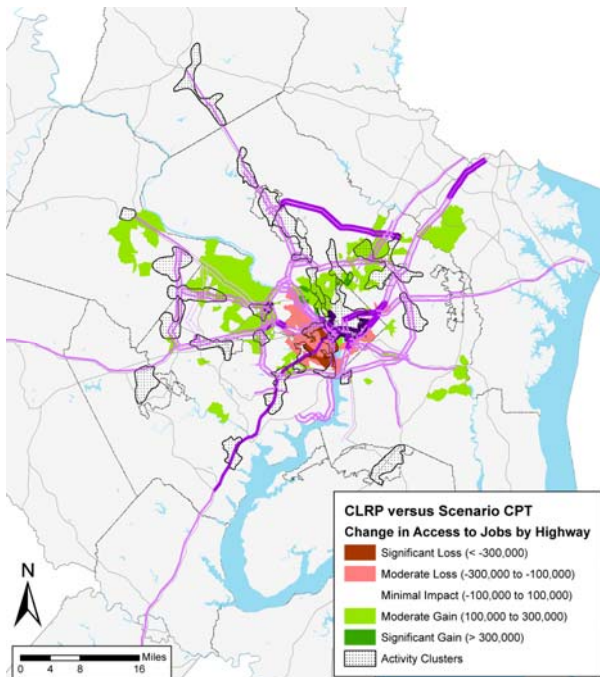 CLRP versus Scenario CPT
Change in Access to Jobs by Highway
Significant Loss (< -300,000)
Moderate Loss (-300,000 to -100,000)
Minimal Impact (-100,000 to 100,000)
Moderate Gain (100,000 to 300,000)
Significant Gain (> 300,000)
Activity Clusters
N
Miles
0 4 8 16